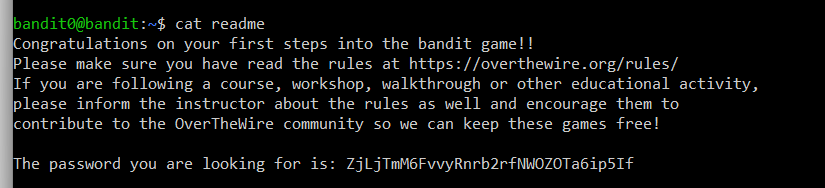 bandit0@bandit:~$ cat readme
Congratulations on your first steps into the bandit game!!
Please make sure you have read the rules at https://overthewire.org/rules/
If you are following a course, workshop, walkthrough or other educational activity,
please inform the instructor about the rules as well and encourage them to
contribute to the OverTheWire community so we can keep these games free!

The password you are looking for is: ZjLjTmM6FvvyRnrb2rfNWOZOTa6ip5If